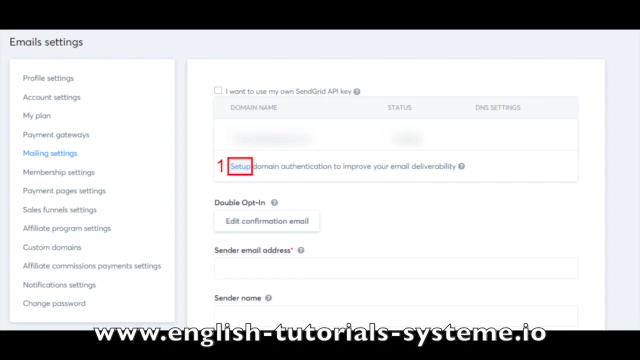 Emails settings
Profile settings
Account settings
My plan
Payment gateways
Mailing settings
Membership settings
Payment pages settings
Sales funnels settings
Affiliate program settings
Custom domains
Affiliate commissions payments settings
Notifications settings
Change password
I want to use my own SendGrid API key
DOMAIN NAME STATUS DNS SETTINGS
1 Setup domain authentication to improve your email deliverability
Double Opt-In
Edit confirmation email
Sender email address*
Sender name
www.english-tutorials-systeme.io